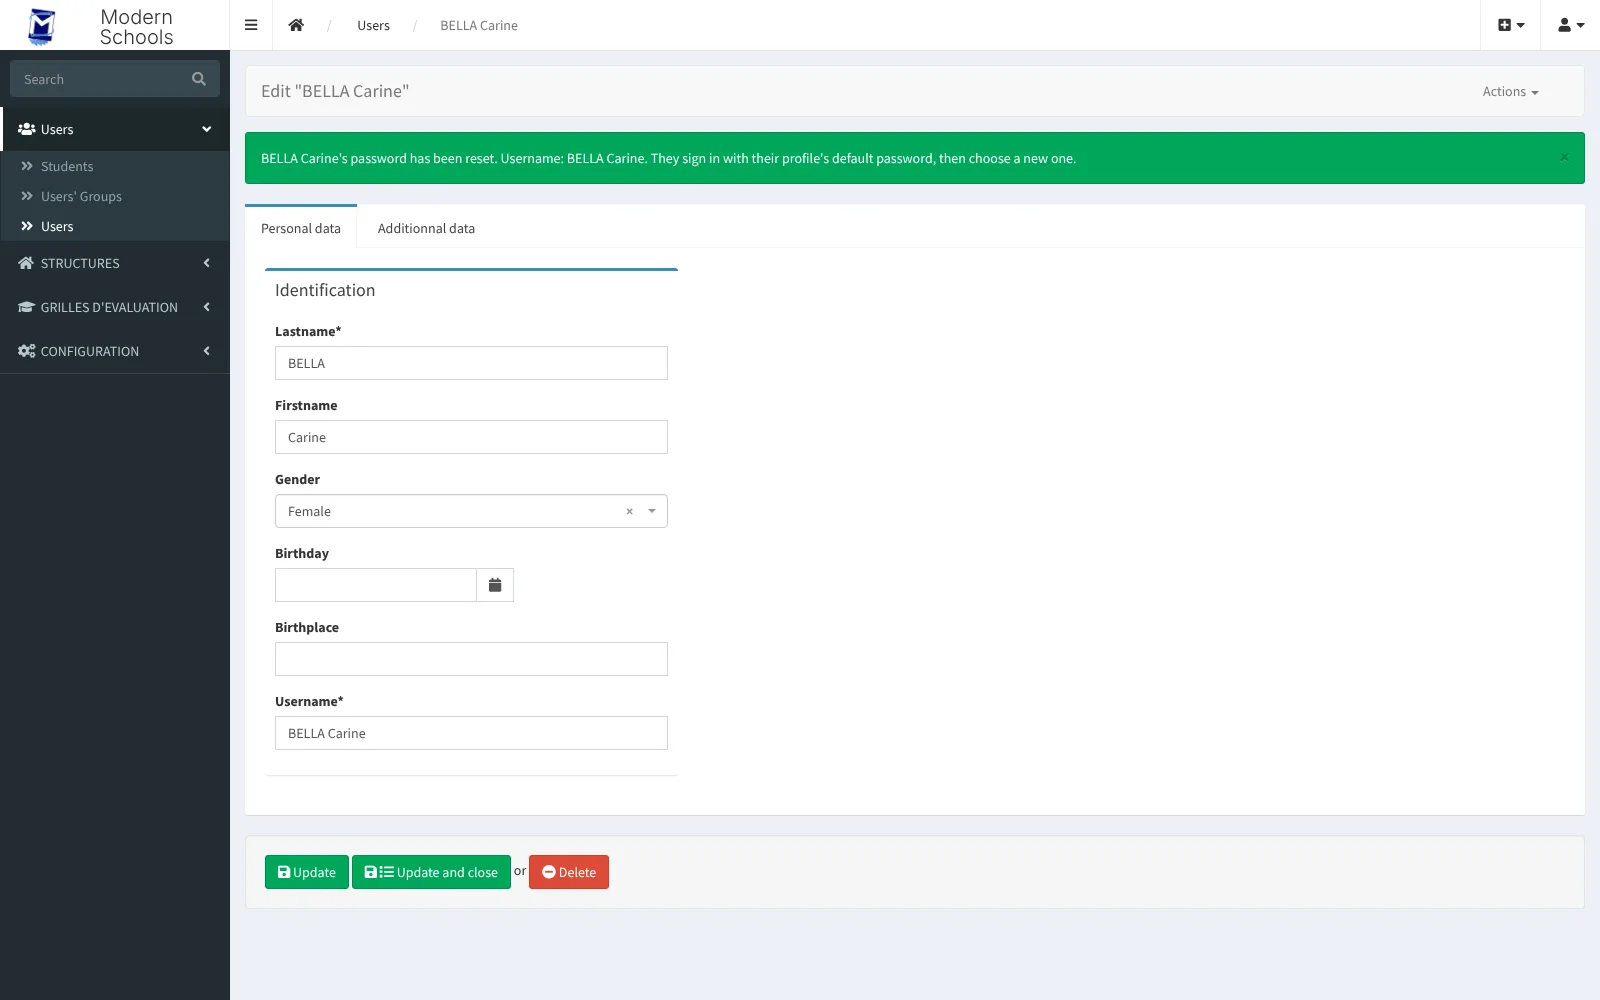 Modern
Schools
/ Users / BELLA Carine
Search
Users
Students
Users' Groups
Users
STRUCTURES
GRILLES D'EVALUATION
CONFIGURATION
Edit "BELLA Carine"
Actions
BELLA Carine's password has been reset. Username: BELLA Carine. They sign in with their profile's default password, then choose a new one.
×
Personal data
Additionnal data
Identification
Lastname*
BELLA
Firstname
Carine
Gender
Female ×
Birthday
Birthplace
Username*
BELLA Carine
Update Update and close or Delete